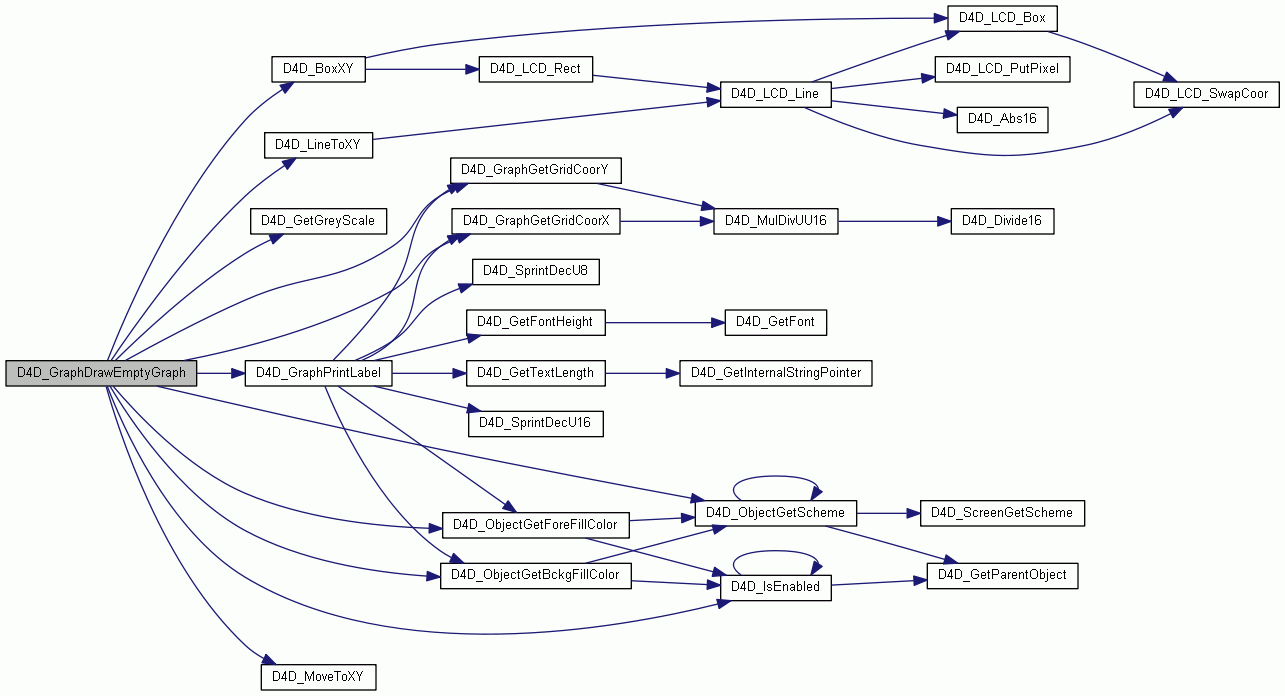 D4D_LCD_Box
D4D_BoxXY
D4D_LCD_Rect
D4D_LCD_PutPixel
D4D_LCD_Line
D4D_LCD_SwapCoor
D4D_Abs16
D4D_LineToXY
D4D_GraphGetGridCoorY
D4D_GetGreyScale
D4D_GraphGetGridCoorX
D4D_MulDivUU16
D4D_Divide16
D4D_SprintDecU8
D4D_GetFontHeight
D4D_GetFont
D4D_GraphDrawEmptyGraph
D4D_GraphPrintLabel
D4D_GetTextLength
D4D_GetInternalStringPointer
D4D_SprintDecU16
D4D_ObjectGetForeFillColor
D4D_ObjectGetScheme
D4D_ScreenGetScheme
D4D_ObjectGetBckgFillColor
D4D_IsEnabled
D4D_GetParentObject
D4D_MoveToXY